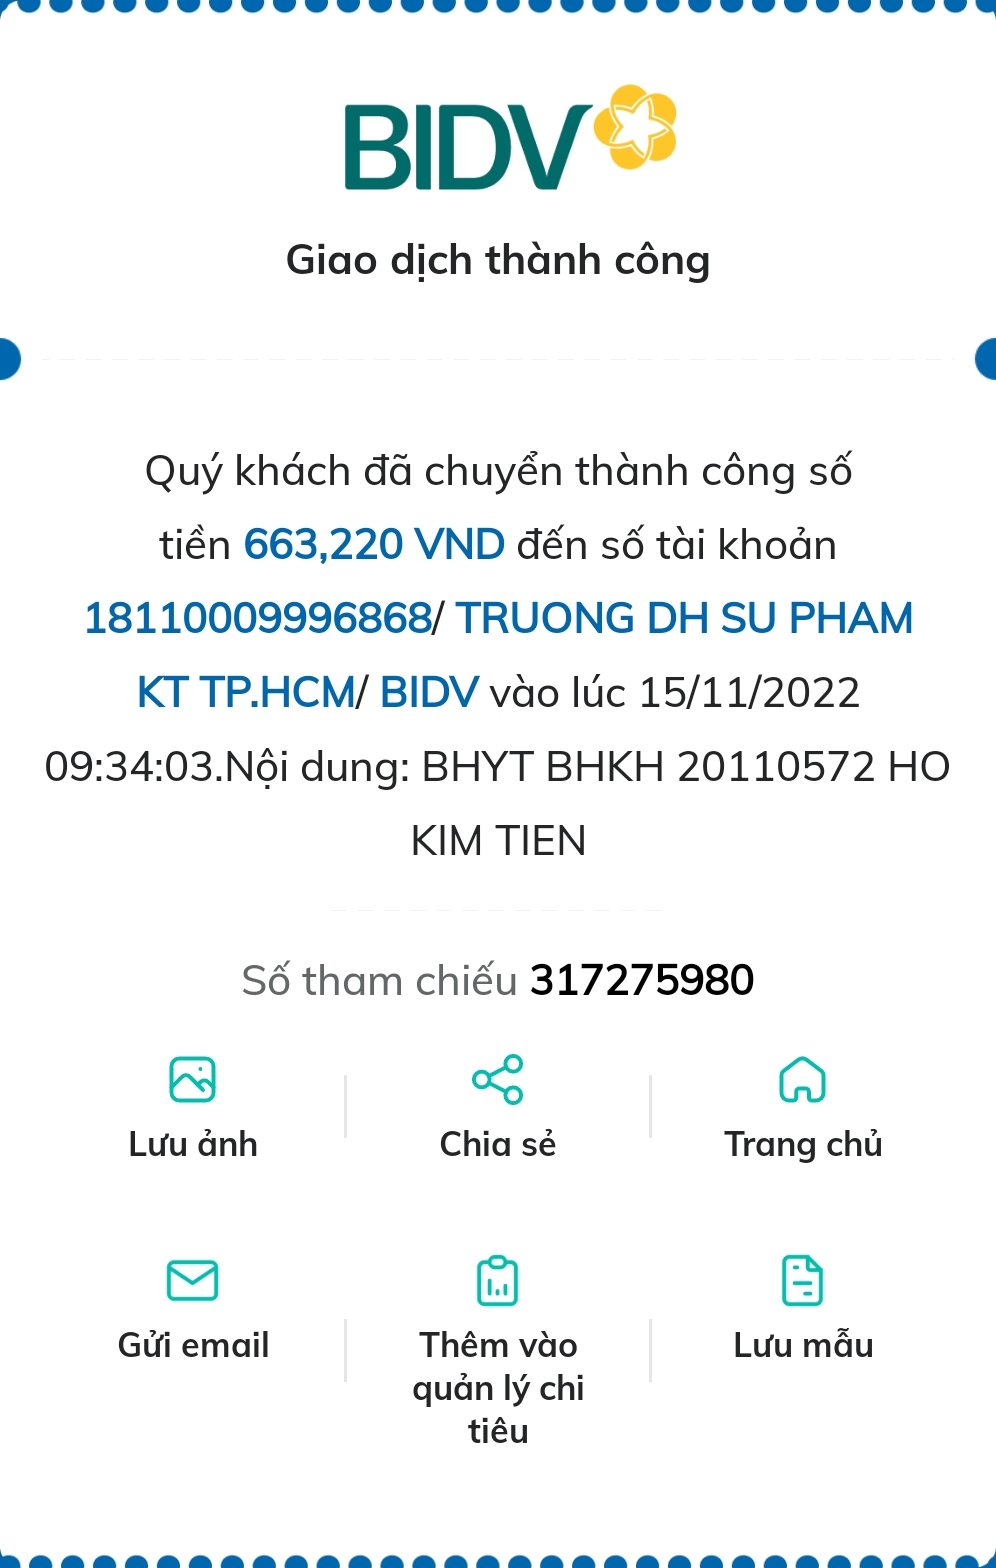 BIDV
Giao dịch thành công
Quý khách đã chuyển thành công số
tiền 663,220 VND đến số tài khoản
18110009996868/ TRUONG DH SU PHAM
KT TP.HCM/ BIDV vào lúc 15/11/2022
09:34:03.Nội dung: BHYT BHKH 20110572 HO
KIM TIEN
Số tham chiếu 317275980
Lưu ảnh
Chia sẻ
Trang chủ
Gửi email
Thêm vào
quản lý chi
tiêu
Lưu mẫu